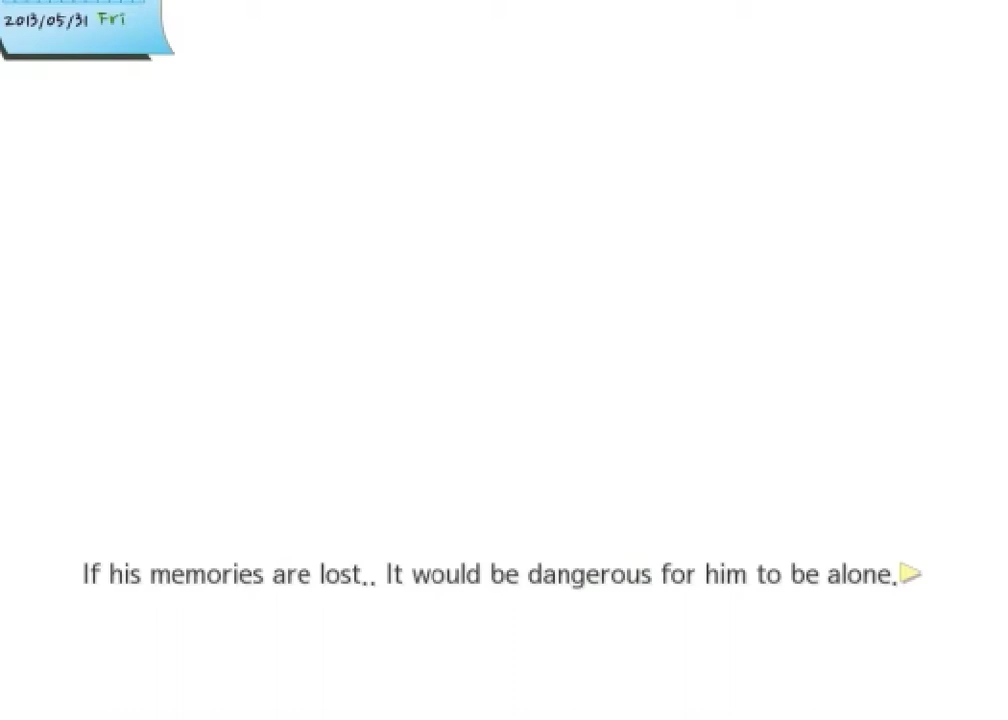 2013/05/31 Fri
If his memories are lost.. It would be dangerous for him to be alone.